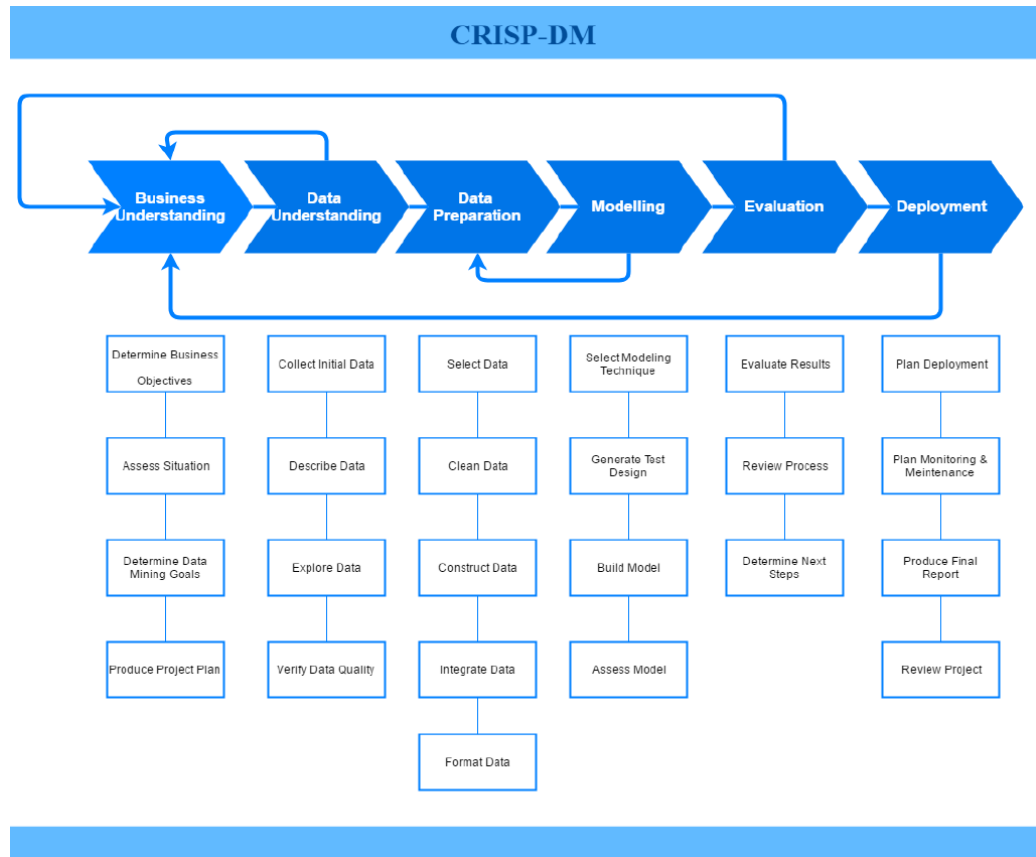 CRISP-DM
Business
Understanding
Data
Understanding
Data
Preparation
Modelling
Evaluation
Deployment
Determine Business
Objectives
Assess Situation
Determine Data
Mining Goals
Produce Project Plan
Collect Initial Data
Describe Data
Explore Data
Verify Data Quality
Select Data
Clean Data
Construct Data
Integrate Data
Format Data
Select Modeling
Technique
Generate Test
Design
Build Model
Assess Model
Evaluate Results
Review Process
Determine Next
Steps
Plan Deployment
Plan Monitoring &
Meintenance
Produce Final
Report
Review Project